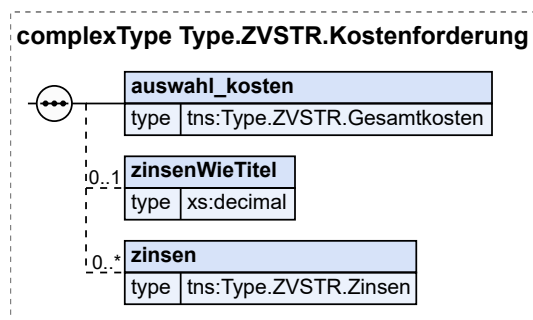 complexType Type.ZVSTR.Kostenforderung
auswahl_kosten
type tns:Type.ZVSTR.Gesamtkosten
0..1
zinsenWieTitel
type xs:decimal
0..*
zinsen
type tns:Type.ZVSTR.Zinsen